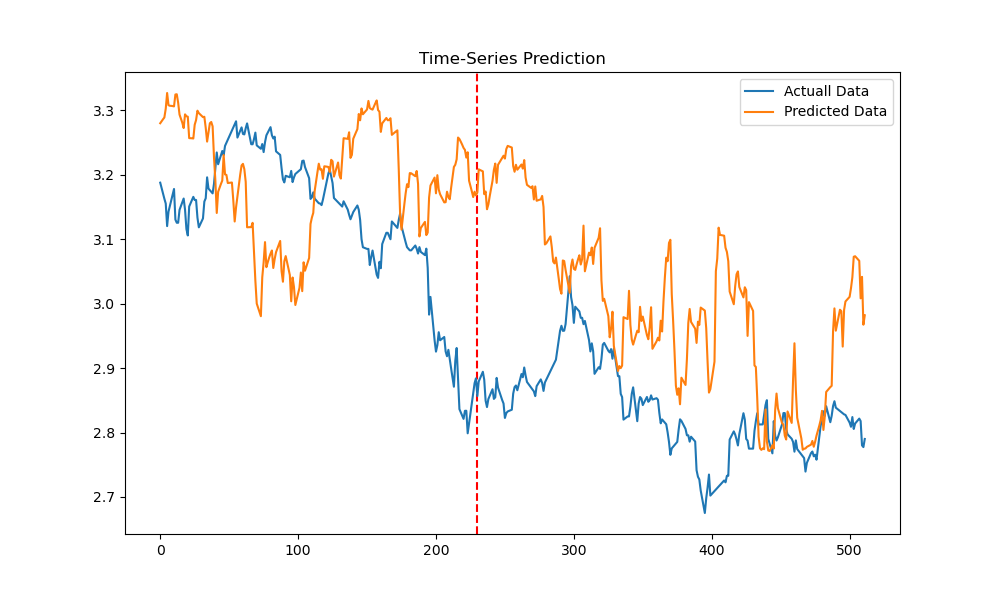 Time-Series Prediction
Actuall Data
Predicted Data
3.3
3.2
3.1
3.0
2.9
2.8
2.7
0 100 200 300 400 500